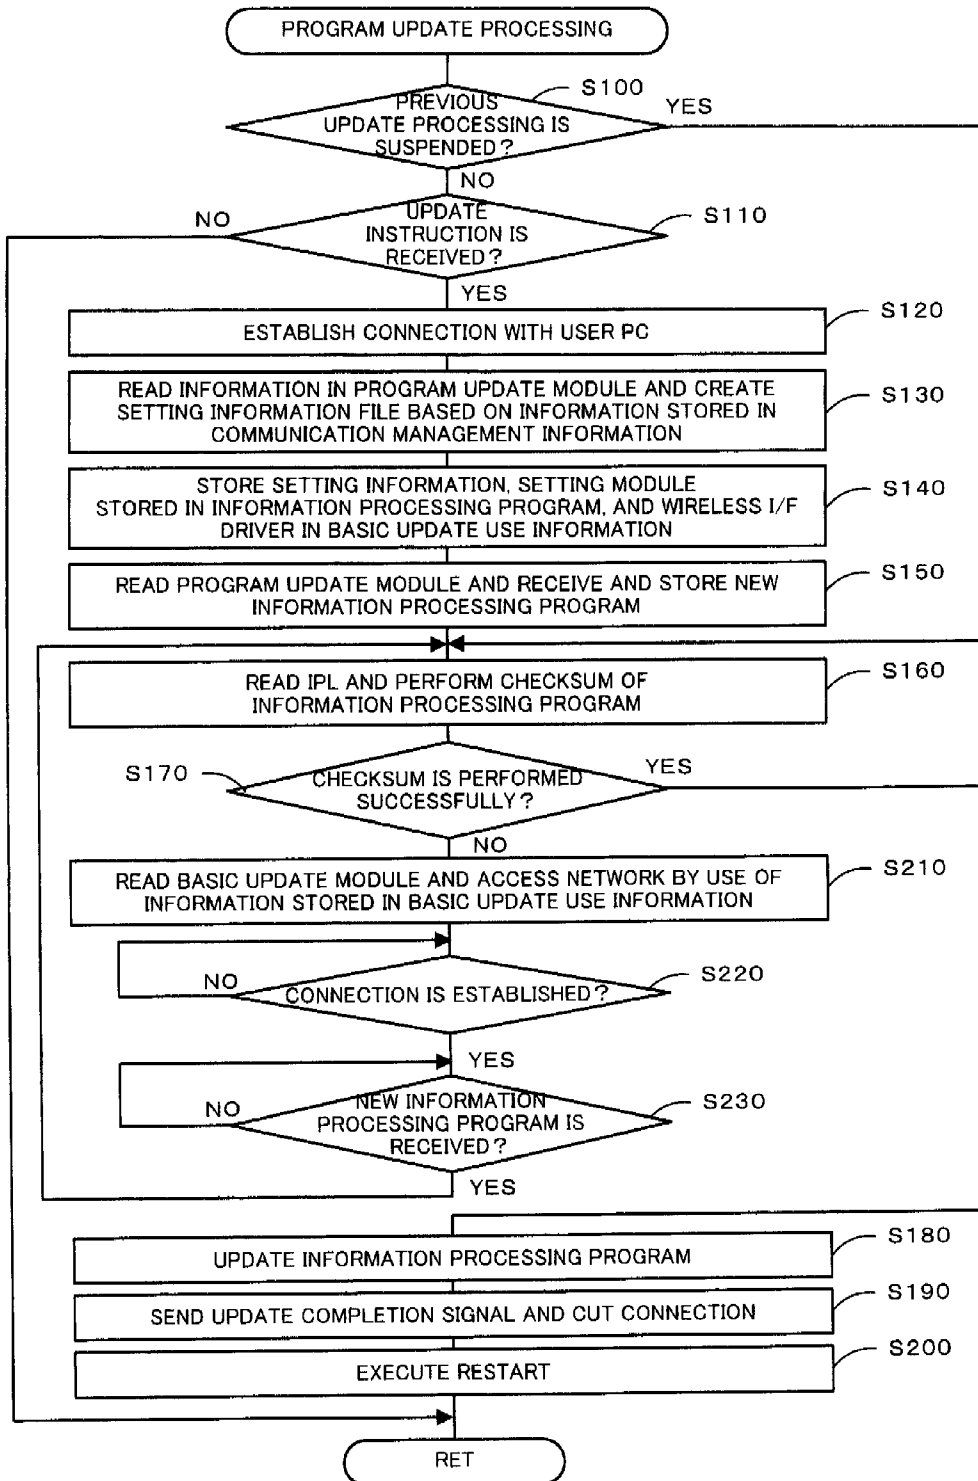 PROGRAM UPDATE PROCESSING
S100
PREVIOUS
UPDATE PROCESSING IS
SUSPENDED?
YES
NO
S110
NO
UPDATE
INSTRUCTION IS
RECEIVED?
YES
S120
ESTABLISH CONNECTION WITH USER PC
READ INFORMATION IN PROGRAM UPDATE MODULE AND CREATE
SETTING INFORMATION FILE BASED ON INFORMATION STORED IN
COMMUNICATION MANAGEMENT INFORMATION
S130
STORE SETTING INFORMATION, SETTING MODULE
STORED IN INFORMATION PROCESSING PROGRAM, AND WIRELESS I/F
DRIVER IN BASIC UPDATE USE INFORMATION
S140
READ PROGRAM UPDATE MODULE AND RECEIVE AND STORE NEW
INFORMATION PROCESSING PROGRAM
S150
READ IPL AND PERFORM CHECKSUM OF
INFORMATION PROCESSING PROGRAM
S160
S170
CHECKSUM IS PERFORMED
SUCCESSFULLY?
YES
NO
READ BASIC UPDATE MODULE AND ACCESS NETWORK BY USE OF
INFORMATION STORED IN BASIC UPDATE USE INFORMATION
S210
NO
CONNECTION IS ESTABLISHED?
S220
YES
NO
NEW INFORMATION
PROCESSING PROGRAM IS
RECEIVED?
S230
YES
UPDATE INFORMATION PROCESSING PROGRAM
S180
SEND UPDATE COMPLETION SIGNAL AND CUT CONNECTION
S190
EXECUTE RESTART
S200
RET